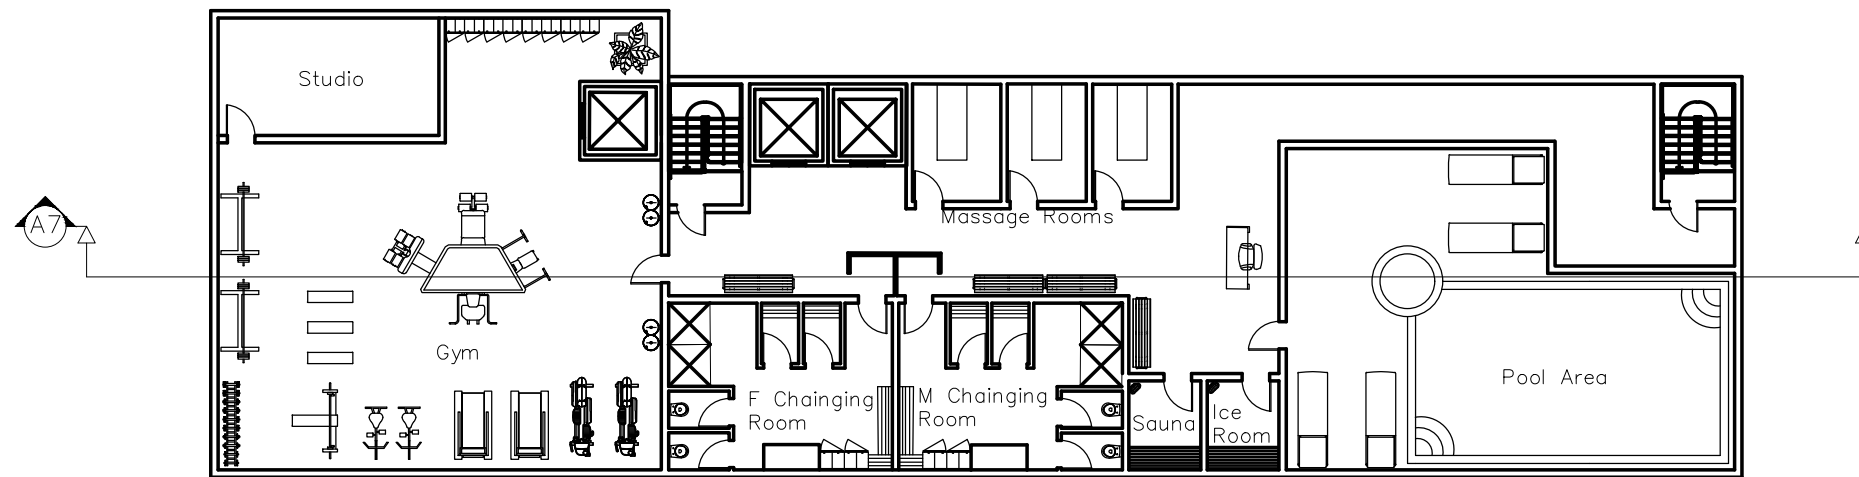 Studio
A7
Massage Rooms
Gym
Pool Area
F Chainging
Room
M Chainging
Room
Sauna
Ice
Room